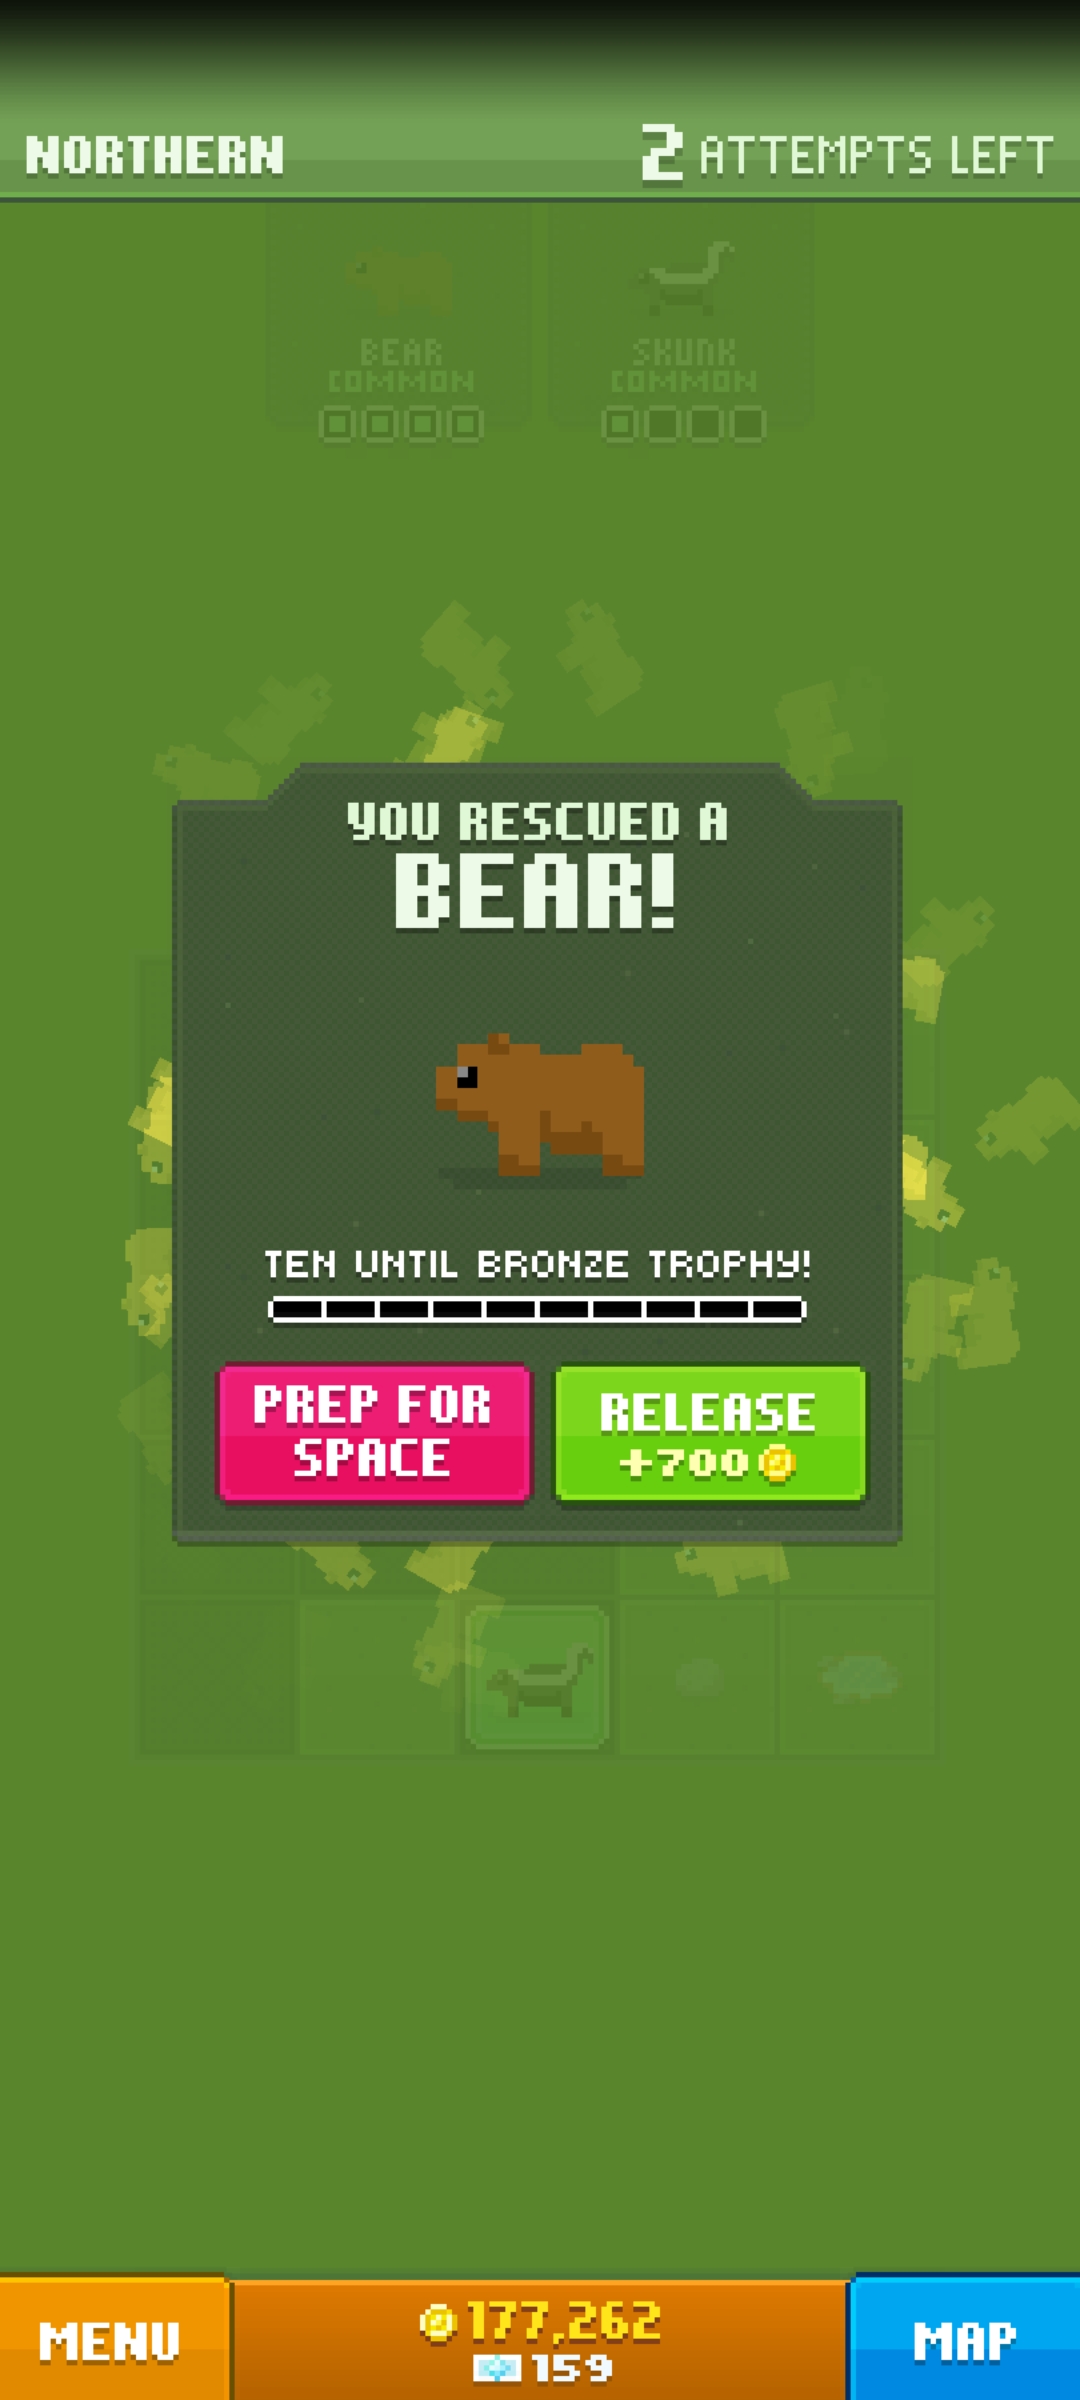 NORTHERN
2 ATTEMPTS LEFT
BEAR
COMMON
SKUNK
COMMON
YOU RESCUED A
BEAR!
TEN UNTIL BRONZE TROPHY!
PREP FOR
SPACE
RELEASE
+700
MENU
177,262
159
MAP